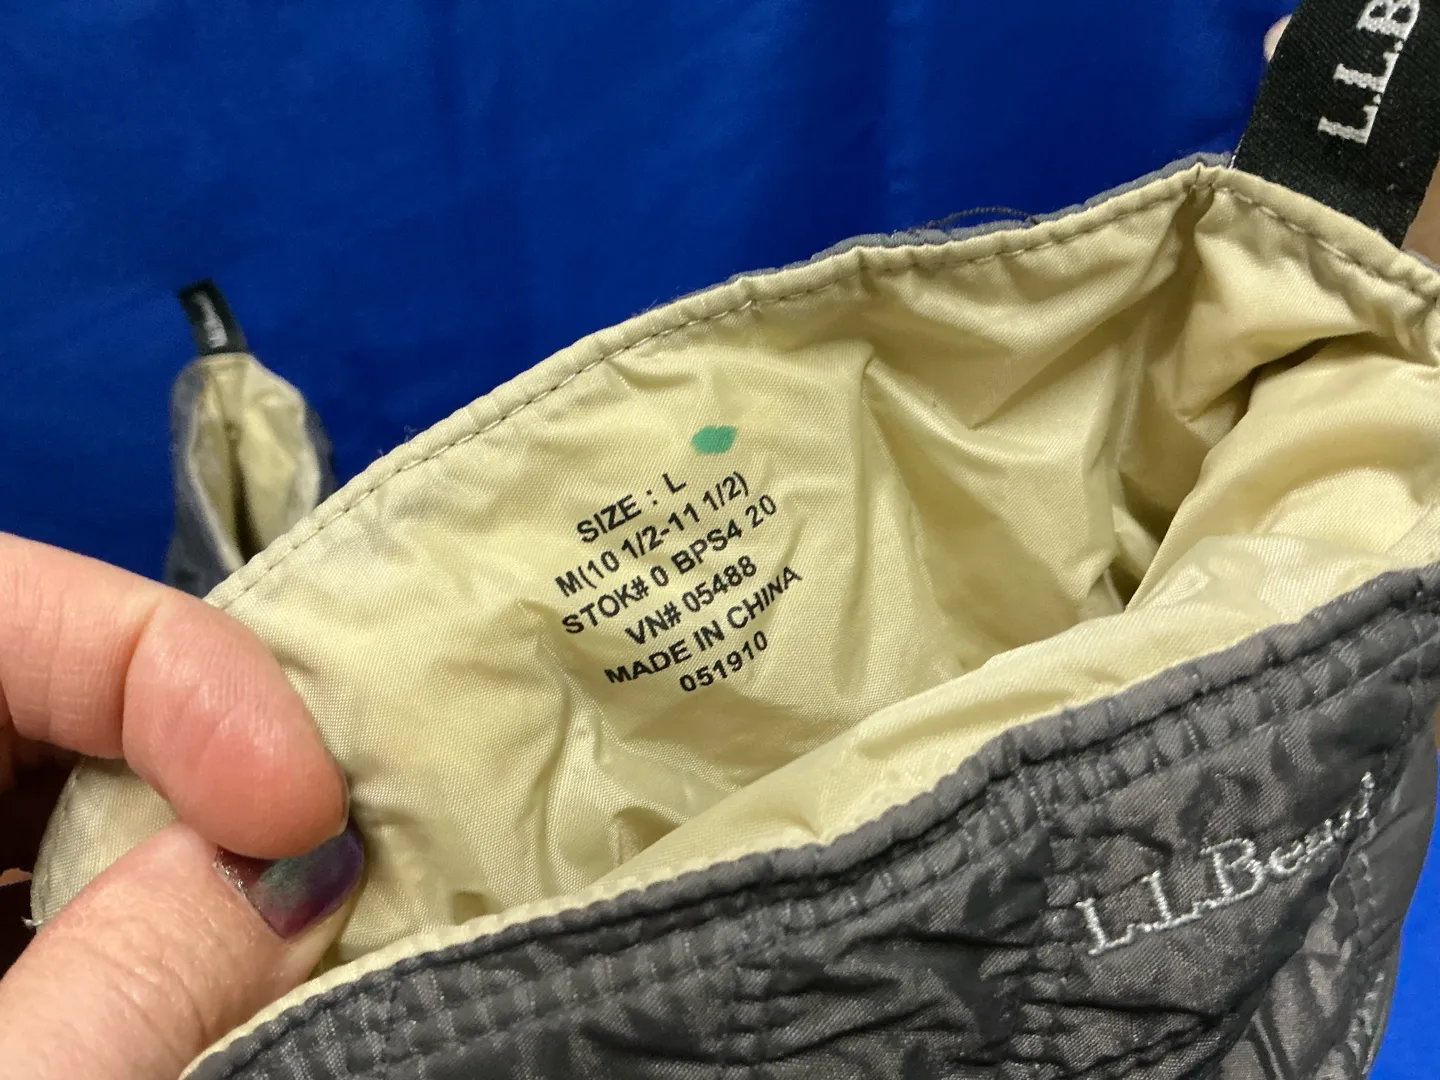 L.L.B
SIZE : L
M(10 1/2-11 1/2)
STOK# 0 BPS4 20
VN# 05488
MADE IN CHINA
051910
L.L.Bean